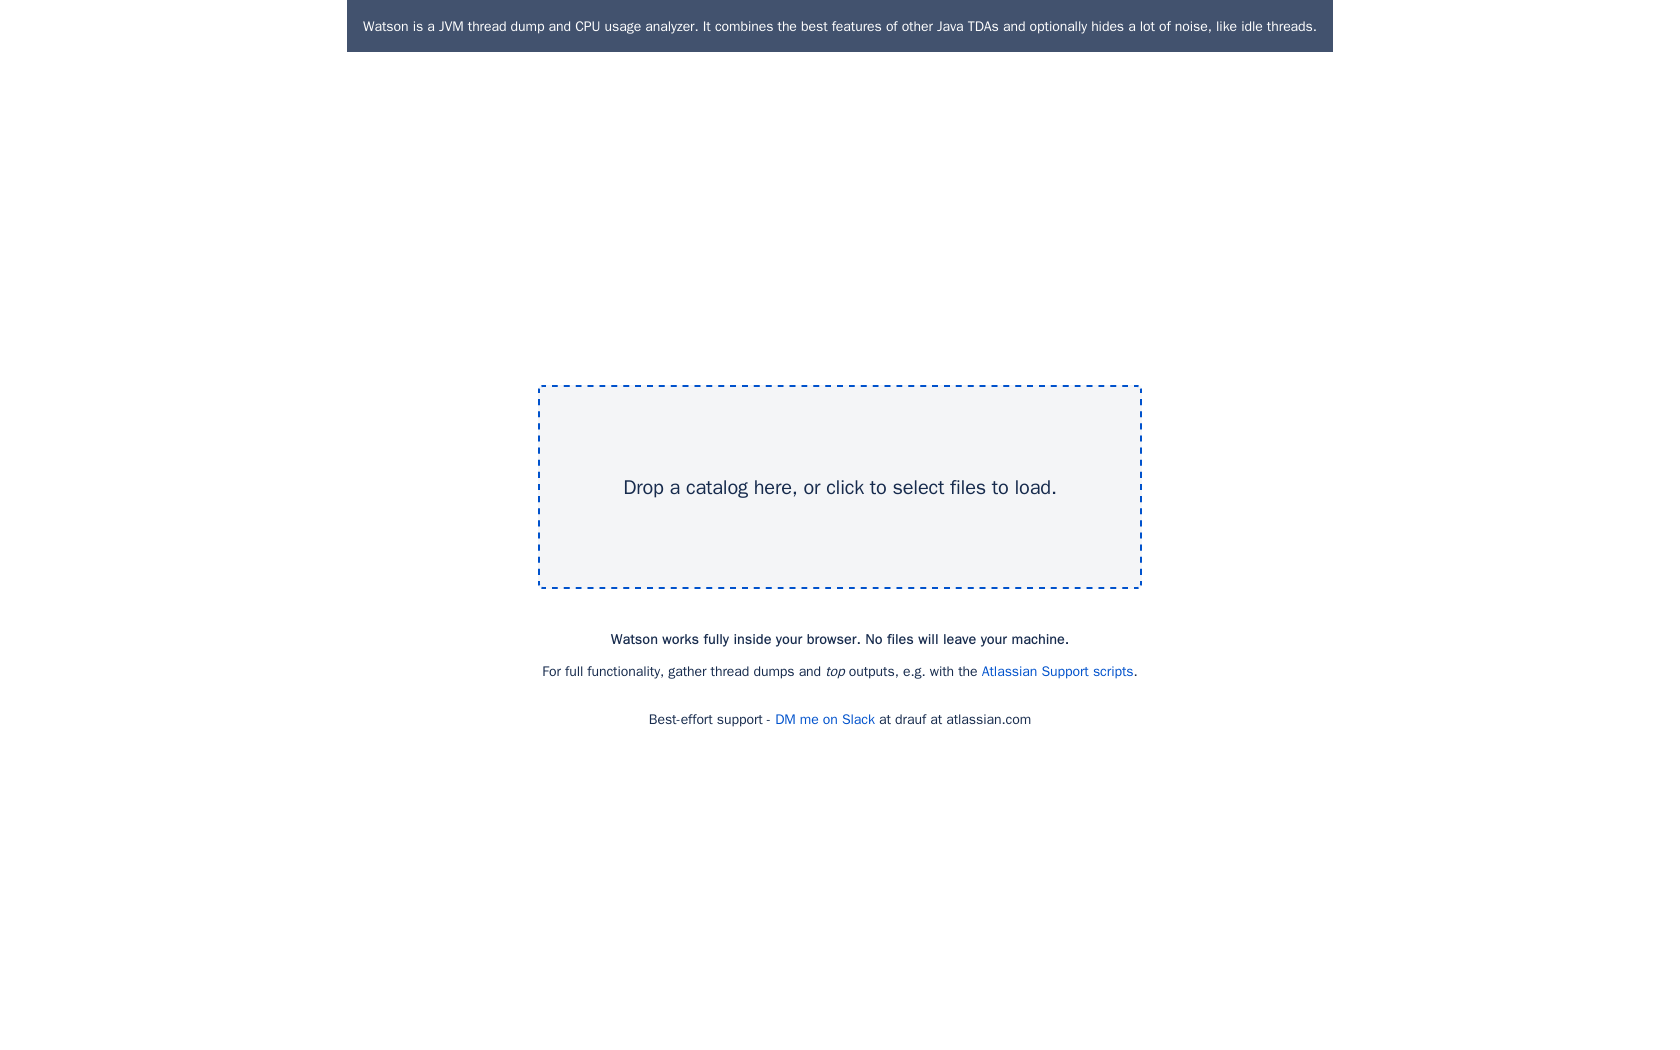 Watson is a JVM thread dump and CPU usage analyzer. It combines the best features of other Java TDAs and optionally hides a lot of noise, like idle threads.
Drop a catalog here, or click to select files to load.
Watson works fully inside your browser. No files will leave your machine.
For full functionality, gather thread dumps and top outputs, e.g. with the Atlassian Support scripts.
Best-effort support - DM me on Slack at drauf at atlassian.com